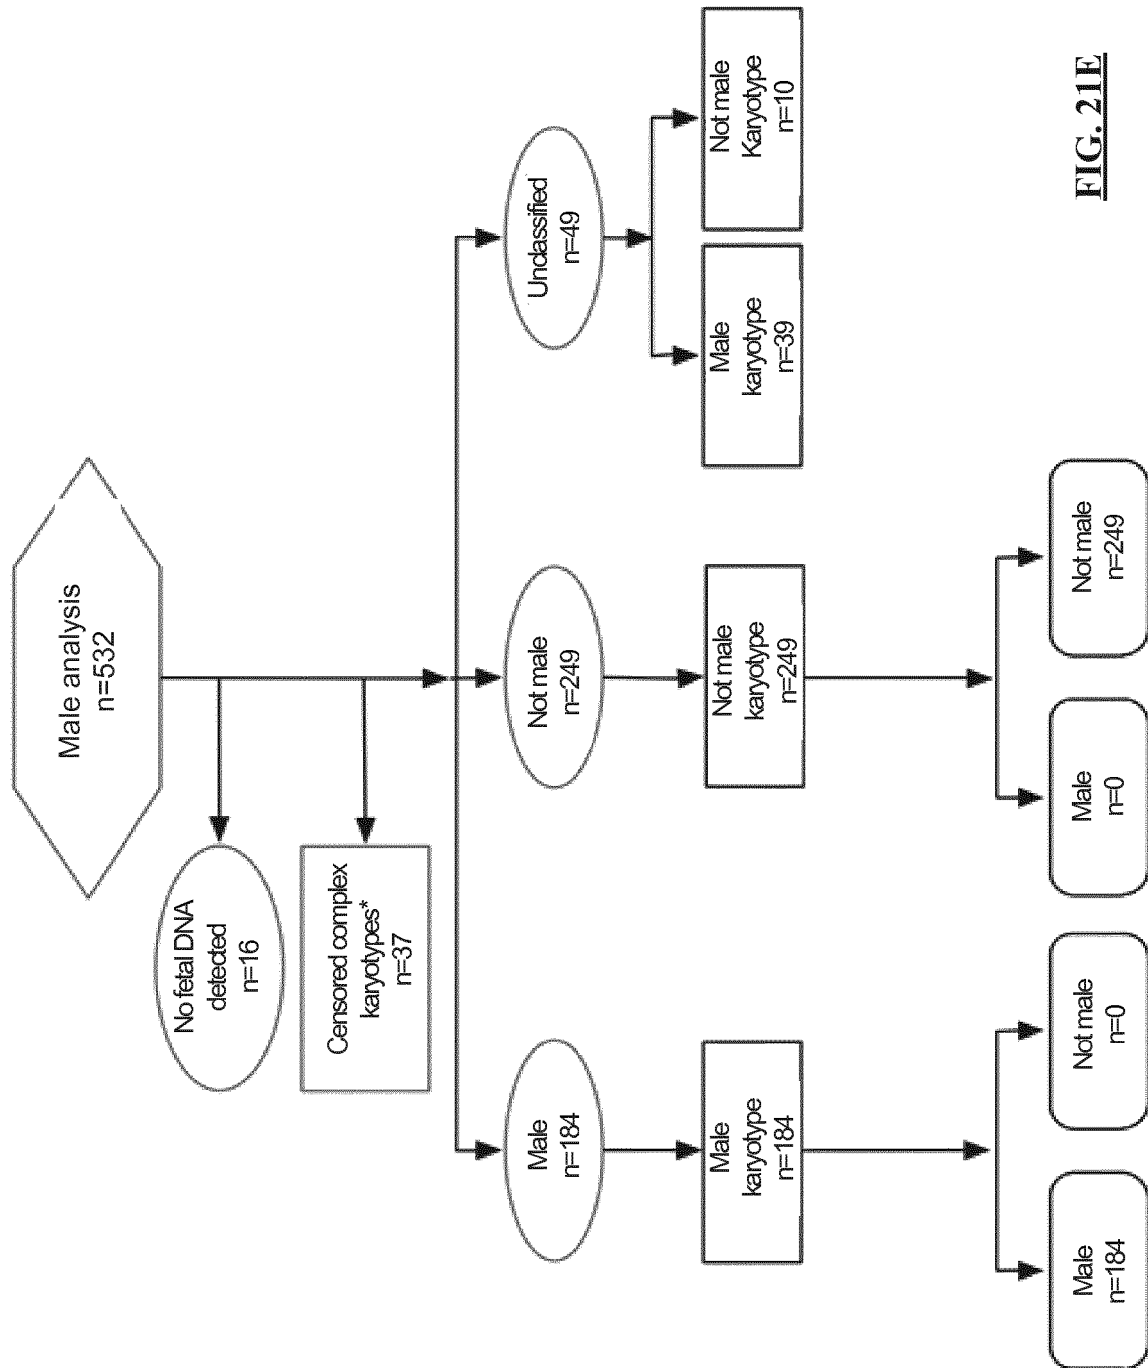 Male analysis
n=532
No fetal DNA
detected
n=16
Censored complex
karyotypes*
n=37
Male
n=184
Not male
n=249
Unclassified
n=49
Male
karyotype
n=184
Not male
karyotype
n=249
Male
karyotype
n=39
Not male
Karyotype
n=10
Male
n=184
Not male
n=0
Male
n=0
Not male
n=249
FIG. 21E